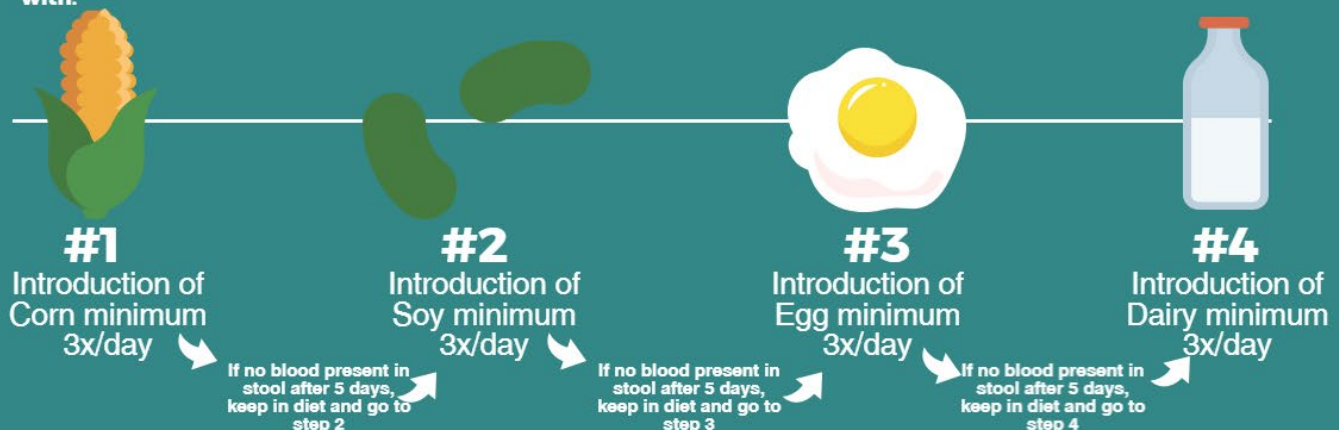 with:
#1
Introduction of
Corn minimum
3x/day
If no blood present in
stool after 5 days,
keep in diet and go to
step 2
#2
Introduction of
Soy minimum
3x/day
If no blood present in
stool after 5 days,
keep in diet and go to
step 3
#3
Introduction of
Egg minimum
3x/day
If no blood present in
stool after 5 days,
keep in diet and go to
step 4
#4
Introduction of
Dairy minimum
3x/day